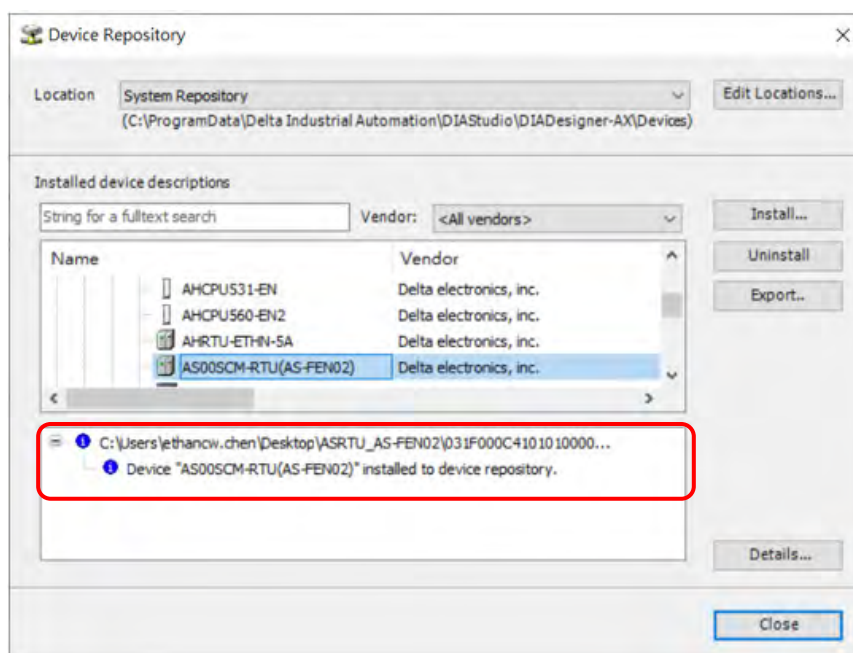 Device Repository
Location System Repository Edit Locations...
(C:\ProgramData\Delta Industrial Automation\DIAStudio\DIADesigner-AX\Devices)
Installed device descriptions
String for a fulltext search Vendor: <All vendors> Install...
Name Vendor Uninstall
AHCPU531-EN Delta electronics, inc.
AHCPU560-EN2 Delta electronics, inc. Export..
AHRTU-ETHN-5A Delta electronics, inc.
AS00SCM-RTU(AS-FEN02) Delta electronics, inc.
C:\Users\ethancw.chen\Desktop\ASRTU_AS-FEN02\031F000C4101010000...
Device "AS00SCM-RTU(AS-FEN02)" installed to device repository.
Details...
Close